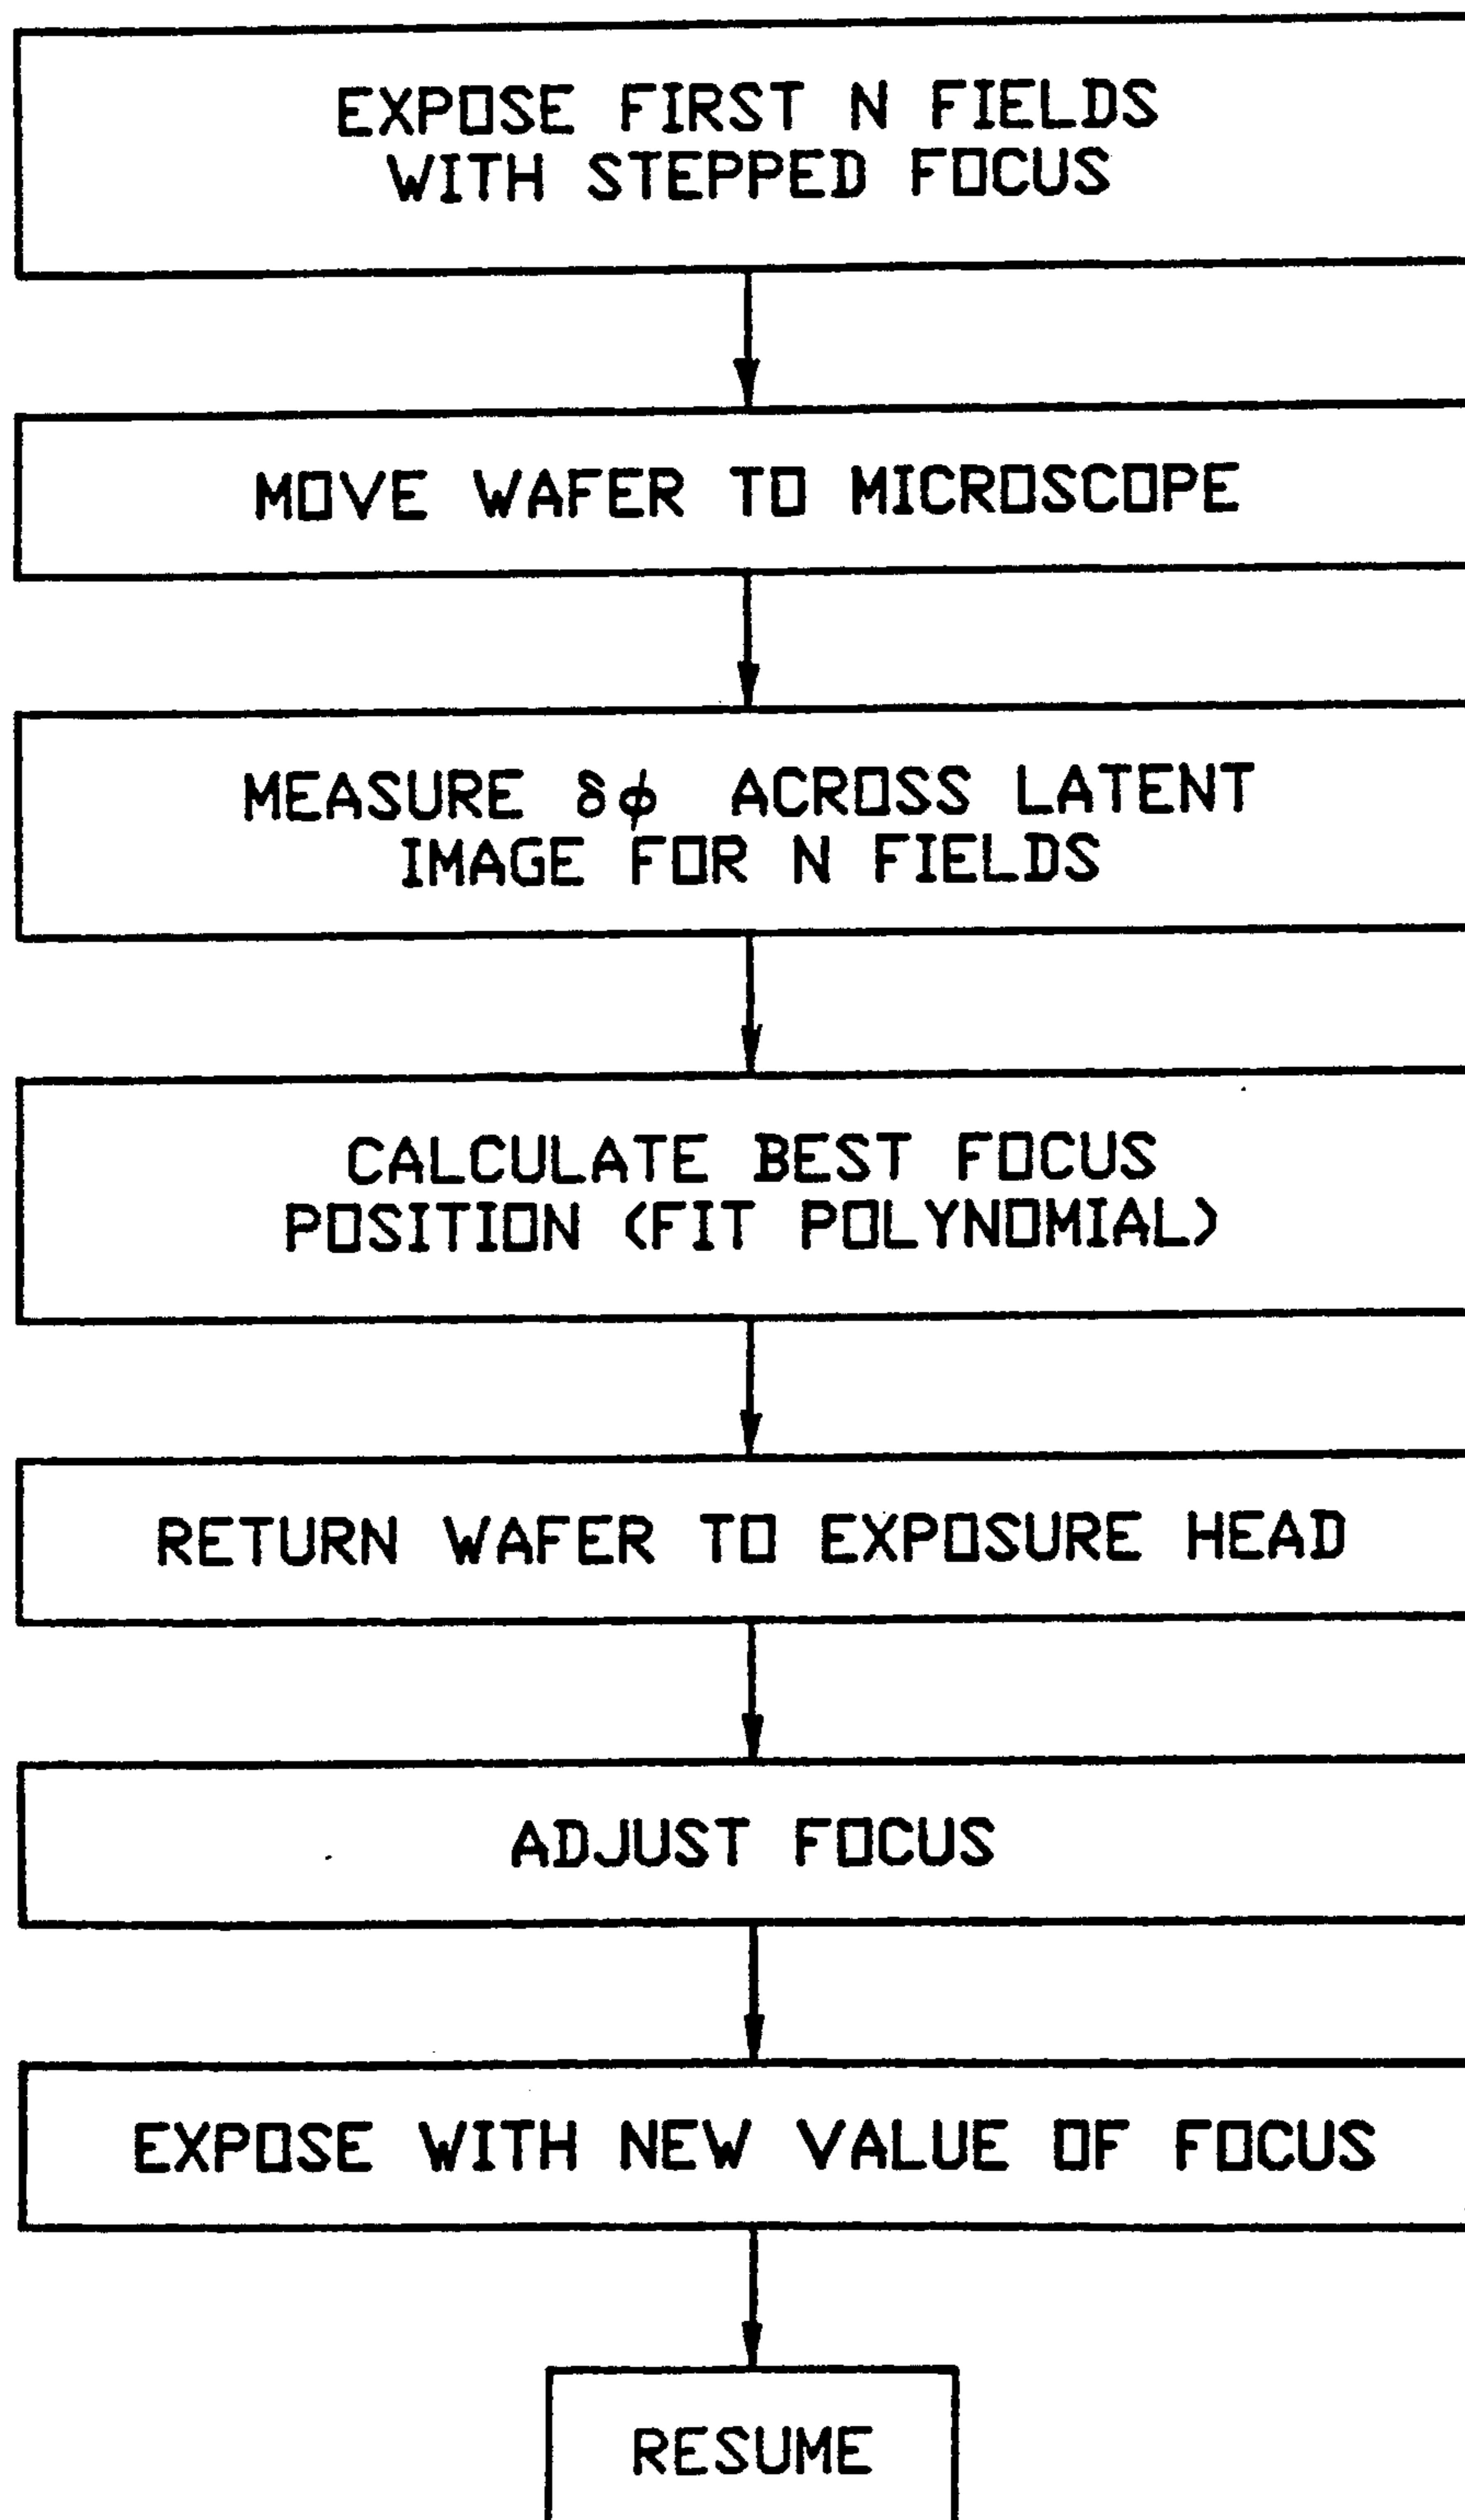 EXPOSE FIRST N FIELDS
WITH STEPPED FOCUS
MOVE WAFER TO MICROSCOPE
MEASURE δϕ ACROSS LATENT
IMAGE FOR N FIELDS
CALCULATE BEST FOCUS
POSITION (FIT POLYNOMIAL)
RETURN WAFER TO EXPOSURE HEAD
ADJUST FOCUS
EXPOSE WITH NEW VALUE OF FOCUS
RESUME